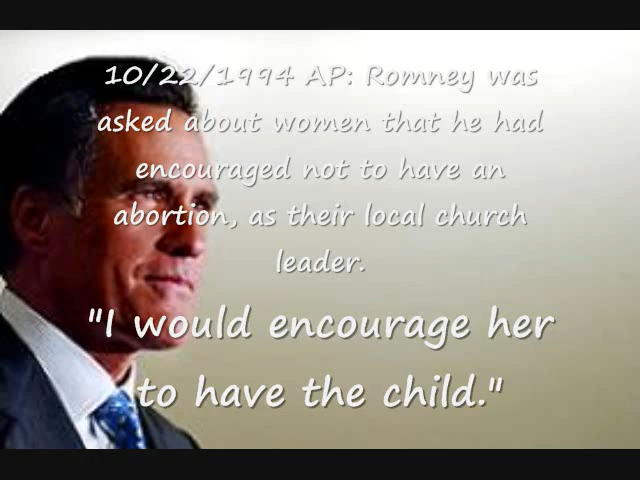 10/22/1994 AP: Romney was
asked about women that he had
encouraged not to have an
abortion, as their local church
leader.
"I would encourage her
to have the child."